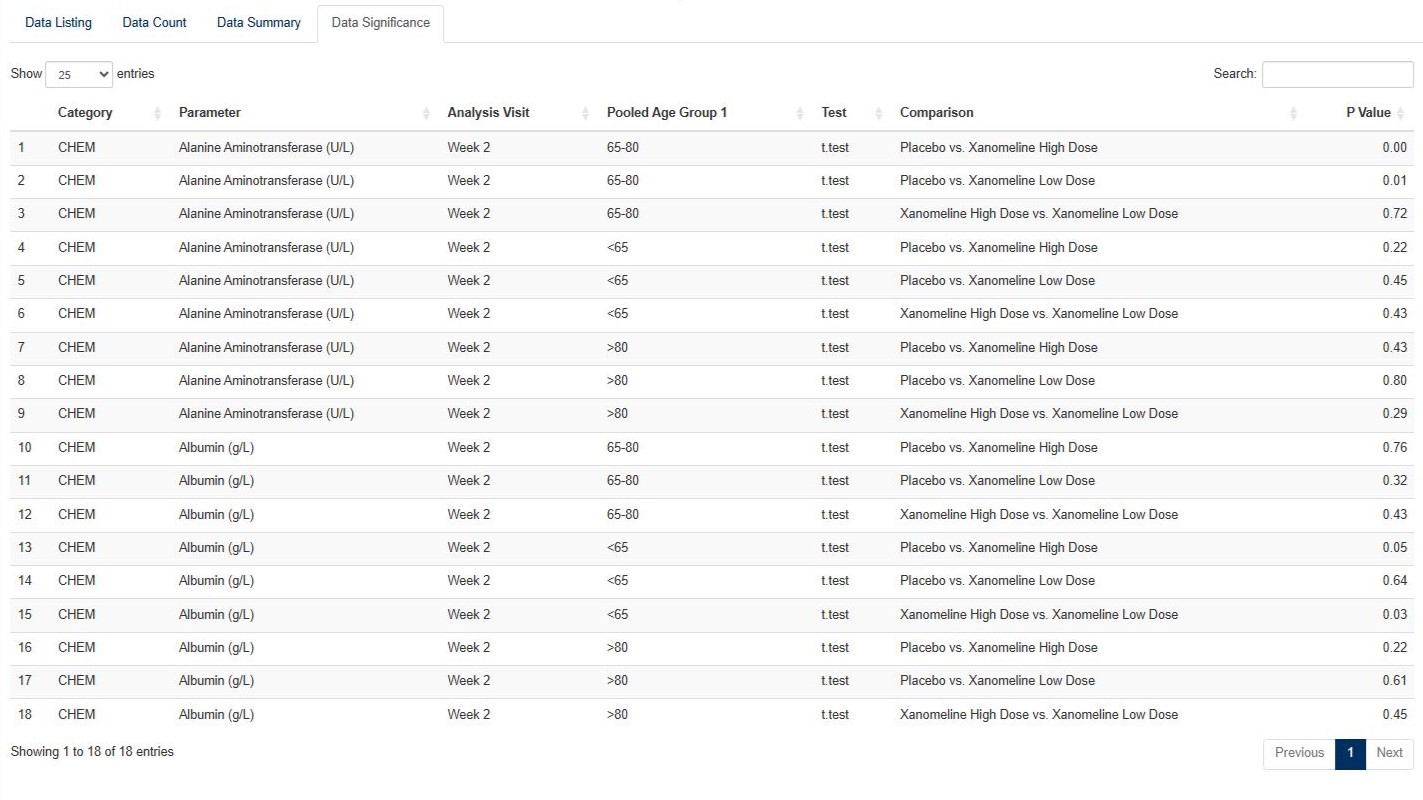 Data Listing Data Count Data Summary Data Significance
Show 25 entries Search:
Category Parameter Analysis Visit Pooled Age Group 1 Test Comparison P Value
1 CHEM Alanine Aminotransferase (U/L) Week 2 65-80 t.test Placebo vs. Xanomeline High Dose 0.00
2 CHEM Alanine Aminotransferase (U/L) Week 2 65-80 t.test Placebo vs. Xanomeline Low Dose 0.01
3 CHEM Alanine Aminotransferase (U/L) Week 2 65-80 t.test Xanomeline High Dose vs. Xanomeline Low Dose 0.72
4 CHEM Alanine Aminotransferase (U/L) Week 2 <65 t.test Placebo vs. Xanomeline High Dose 0.22
5 CHEM Alanine Aminotransferase (U/L) Week 2 <65 t.test Placebo vs. Xanomeline Low Dose 0.45
6 CHEM Alanine Aminotransferase (U/L) Week 2 <65 t.test Xanomeline High Dose vs. Xanomeline Low Dose 0.43
7 CHEM Alanine Aminotransferase (U/L) Week 2 >80 t.test Placebo vs. Xanomeline High Dose 0.43
8 CHEM Alanine Aminotransferase (U/L) Week 2 >80 t.test Placebo vs. Xanomeline Low Dose 0.80
9 CHEM Alanine Aminotransferase (U/L) Week 2 >80 t.test Xanomeline High Dose vs. Xanomeline Low Dose 0.29
10 CHEM Albumin (g/L) Week 2 65-80 t.test Placebo vs. Xanomeline High Dose 0.76
11 CHEM Albumin (g/L) Week 2 65-80 t.test Placebo vs. Xanomeline Low Dose 0.32
12 CHEM Albumin (g/L) Week 2 65-80 t.test Xanomeline High Dose vs. Xanomeline Low Dose 0.43
13 CHEM Albumin (g/L) Week 2 <65 t.test Placebo vs. Xanomeline High Dose 0.05
14 CHEM Albumin (g/L) Week 2 <65 t.test Placebo vs. Xanomeline Low Dose 0.64
15 CHEM Albumin (g/L) Week 2 <65 t.test Xanomeline High Dose vs. Xanomeline Low Dose 0.03
16 CHEM Albumin (g/L) Week 2 >80 t.test Placebo vs. Xanomeline High Dose 0.22
17 CHEM Albumin (g/L) Week 2 >80 t.test Placebo vs. Xanomeline Low Dose 0.61
18 CHEM Albumin (g/L) Week 2 >80 t.test Xanomeline High Dose vs. Xanomeline Low Dose 0.45
Showing 1 to 18 of 18 entries Previous 1 Next